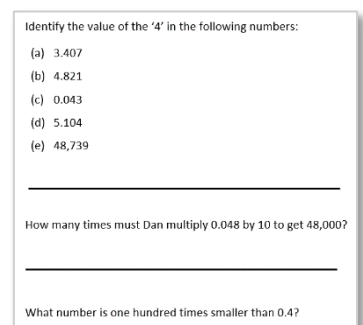 Identify the value of the ‘4’ in the following numbers:
(a) 3.407
(b) 4.821
(c) 0.043
(d) 5.104
(e) 48,739
How many times must Dan multiply 0.048 by 10 to get 48,000?
What number is one hundred times smaller than 0.4?